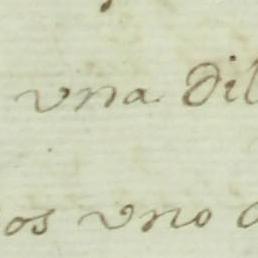 vna dil
os vno